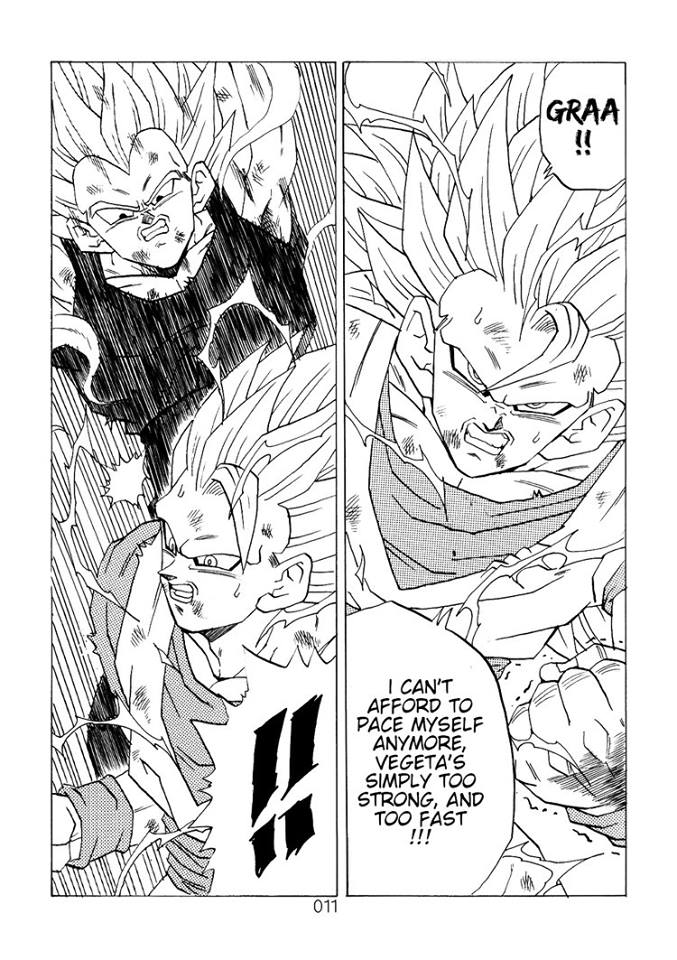 GRAA
!!
I CAN'T
AFFORD TO
PACE MYSELF
ANYMORE,
VEGETA'S
SIMPLY TOO
STRONG, AND
TOO FAST
!!!
!!
011